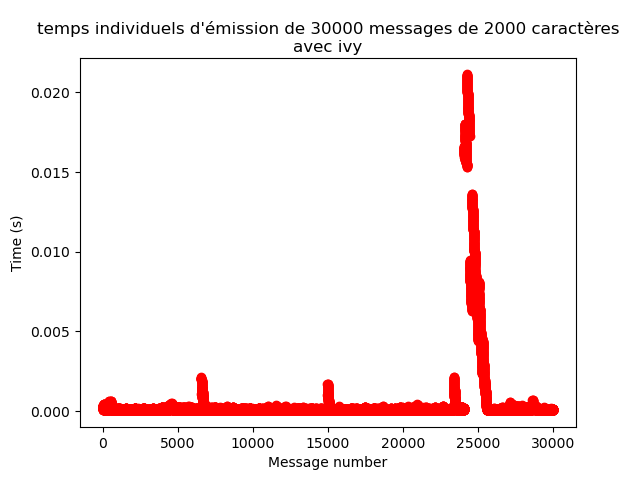 temps individuels d'émission de 30000 messages de 2000 caractères
avec ivy
0.020
0.015
0.010
0.005
0.000
Time (s)
0 5000 10000 15000 20000 25000 30000
Message number